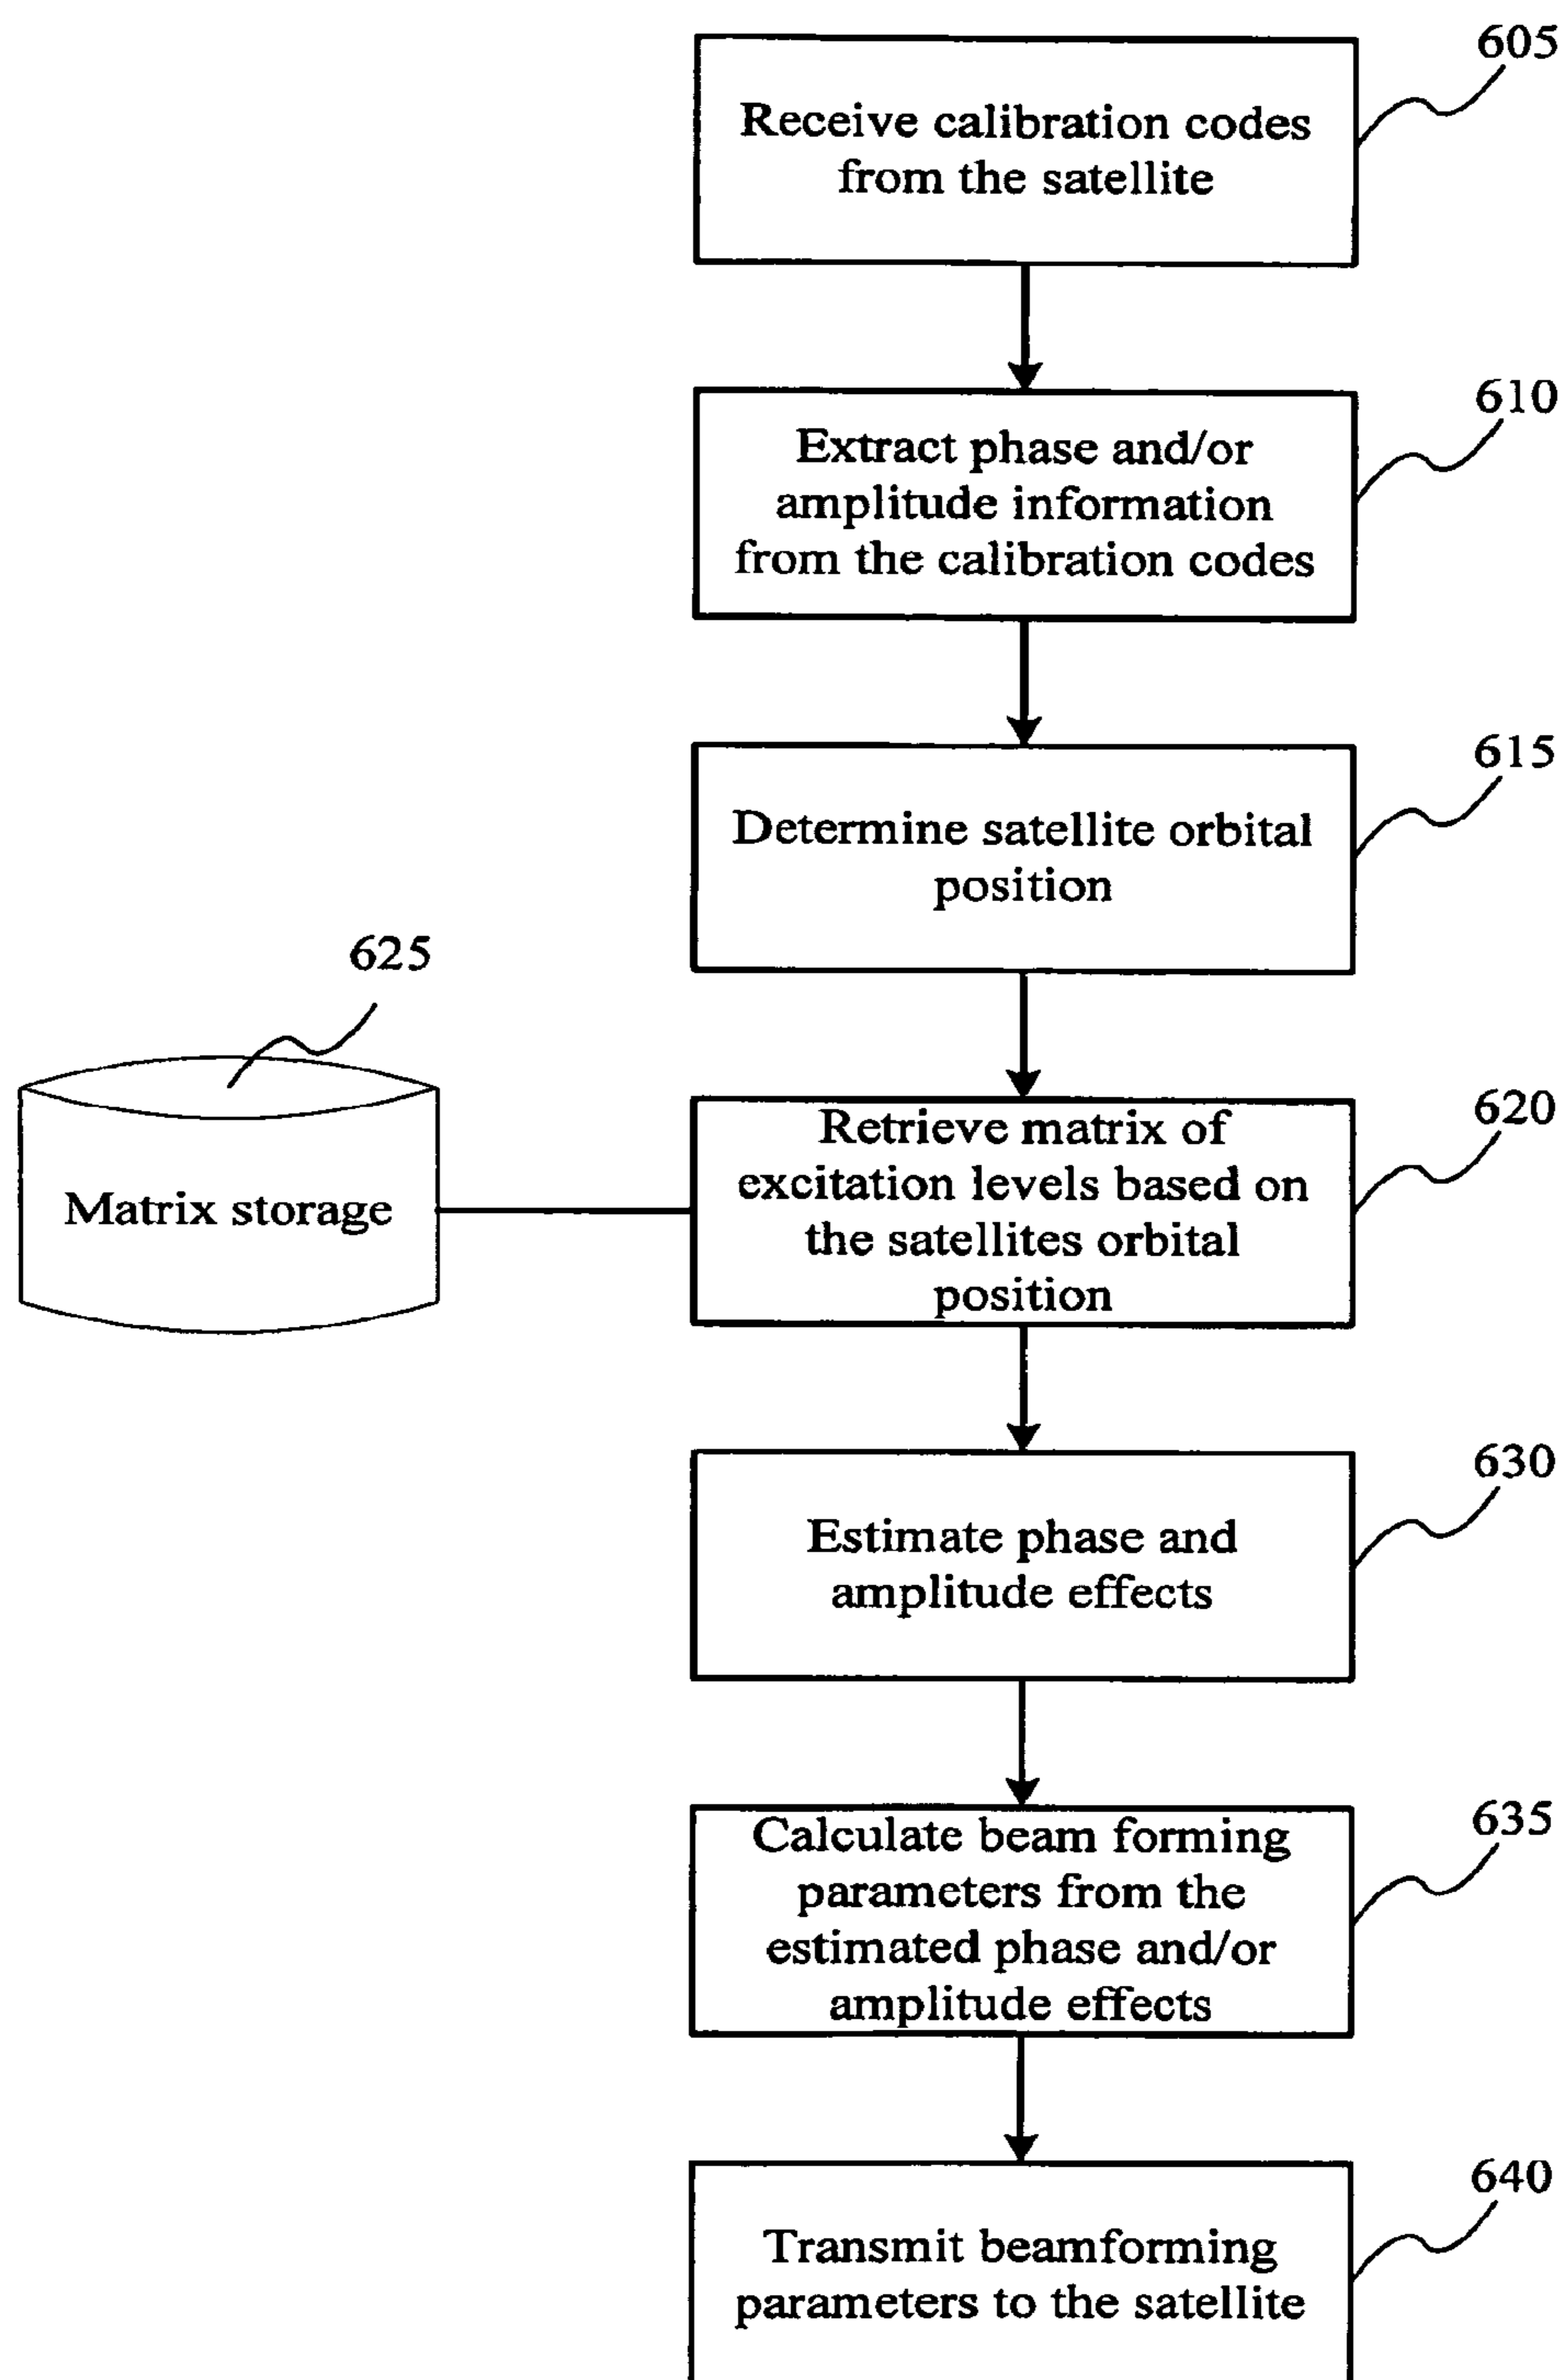 605
Receive calibration codes
from the satellite
610
Extract phase and/or
amplitude information
from the calibration codes
615
Determine satellite orbital
position
625
Matrix storage
620
Retrieve matrix of
excitation levels based on
the satellites orbital
position
630
Estimate phase and
amplitude effects
635
Calculate beam forming
parameters from the
estimated phase and/or
amplitude effects
640
Transmit beamforming
parameters to the satellite